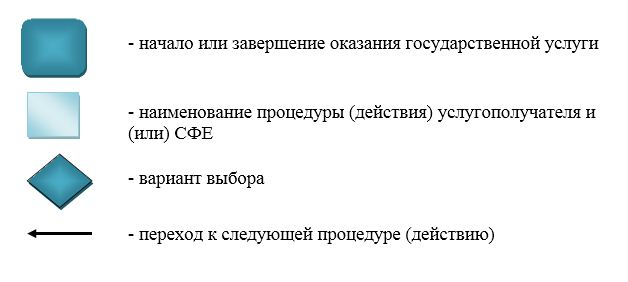 - начало или завершение оказания государственной услуги
- наименование процедуры (действия) услугополучателя и
(или) СФЕ
- вариант выбора
- переход к следующей процедуре (действию)